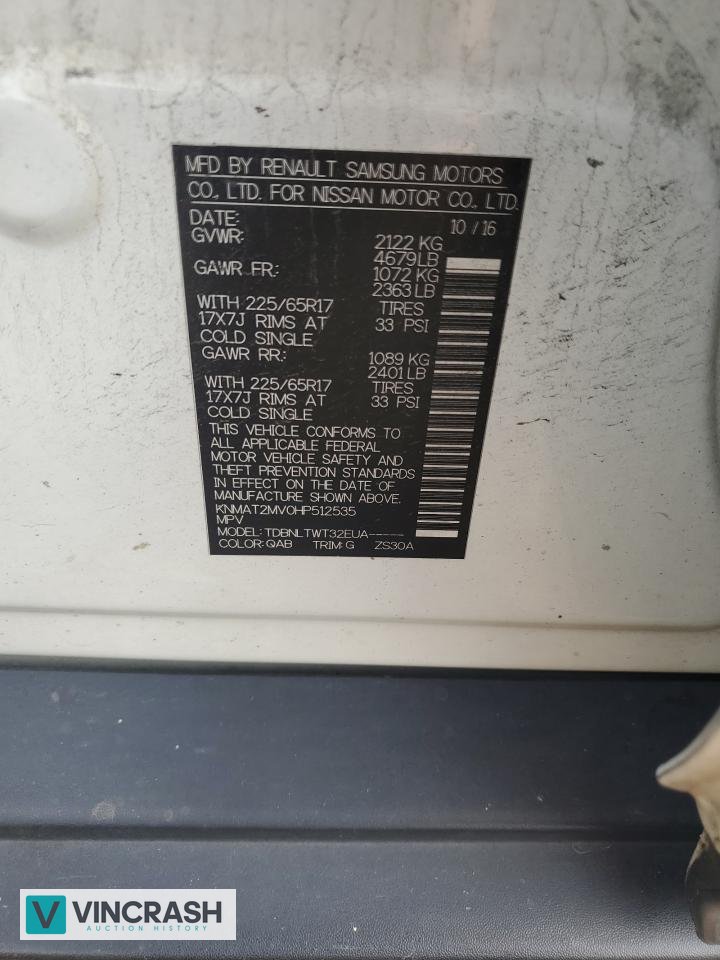 MFD BY RENAULT SAMSUNG MOTORS
CO., LTD. FOR NISSAN MOTOR CO., LTD.
DATE: 10 / 16
GVWR: 2122 KG
4679LB
GAWR FR: 1072 KG
2363 LB
WITH 225/65R17 TIRES
17X7J RIMS AT 33 PSI
COLD SINGLE
GAWR RR: 1089 KG
2401 LB
WITH 225/65R17 TIRES
17X7J RIMS AT 33 PSI
COLD SINGLE
THIS VEHICLE CONFORMS TO
ALL APPLICABLE FEDERAL
MOTOR VEHICLE SAFETY AND
THEFT PREVENTION STANDARDS
IN EFFECT ON THE DATE OF
MANUFACTURE SHOWN ABOVE.
KNMAT2MV0HP512535
MPV
MODEL: TDBNLTWT32EUA-----
COLOR: QAB TRIM: G ZS30A
V VINCRASH
AUCTION HISTORY